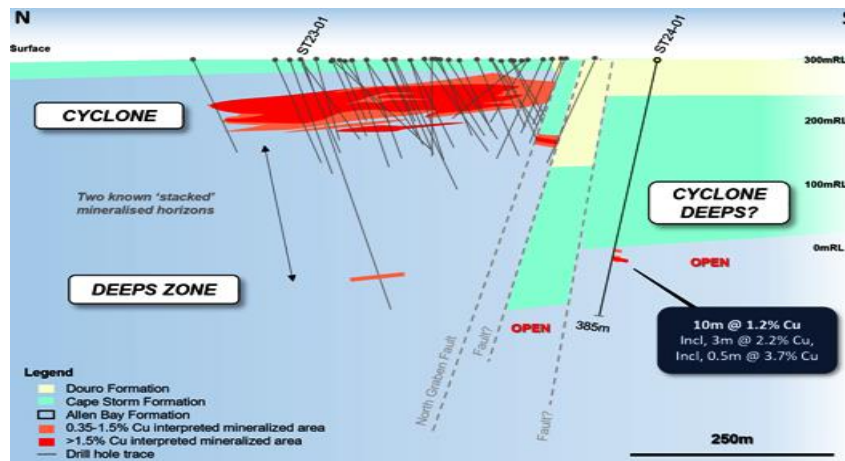 N
S
ST23-01
ST24-01
Surface
300mRL
CYCLONE
200mRL
Two known ‘stacked’
mineralised horizons
100mRL
CYCLONE
DEEPS?
0mRL
DEEPS ZONE
OPEN
OPEN
385m
10m @ 1.2% Cu
Incl, 3m @ 2.2% Cu,
Incl, 0.5m @ 3.7% Cu
North Graben Fault
Fault?
Fault?
Legend
Douro Formation
Cape Storm Formation
Allen Bay Formation
0.35-1.5% Cu interpreted mineralized area
>1.5% Cu interpreted mineralized area
Drill hole trace
250m